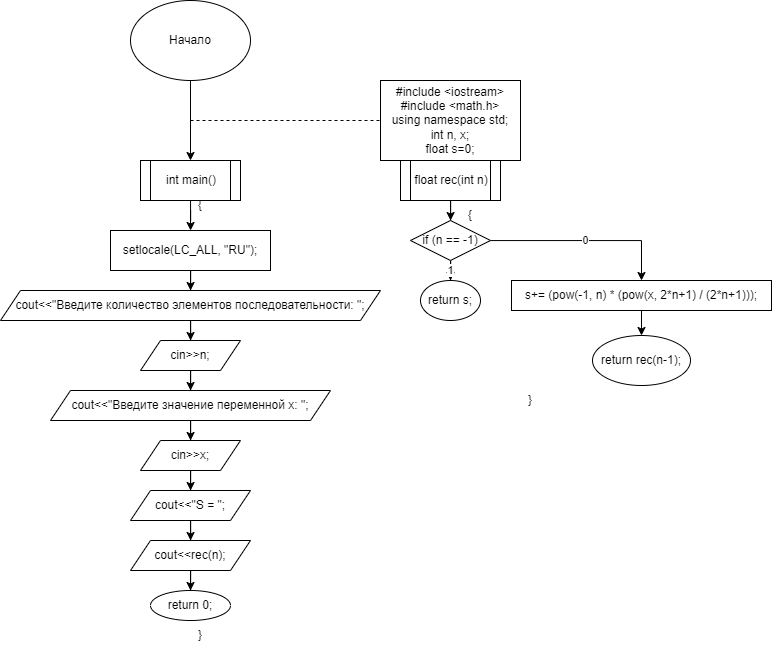 Начало
#include <iostream>
#include <math.h>
using namespace std;
int n, x;
float s=0;
int main()
{
setlocale(LC_ALL, "RU");
cout<<"Введите количество элементов последовательности: ";
cin>>n;
cout<<"Введите значение переменной x: ";
cin>>x;
cout<<"S = ";
cout<<rec(n);
return 0;
}
float rec(int n)
{
if (n == -1)
1
0
return s;
s+= (pow(-1, n) * (pow(x, 2*n+1) / (2*n+1)));
return rec(n-1);
}